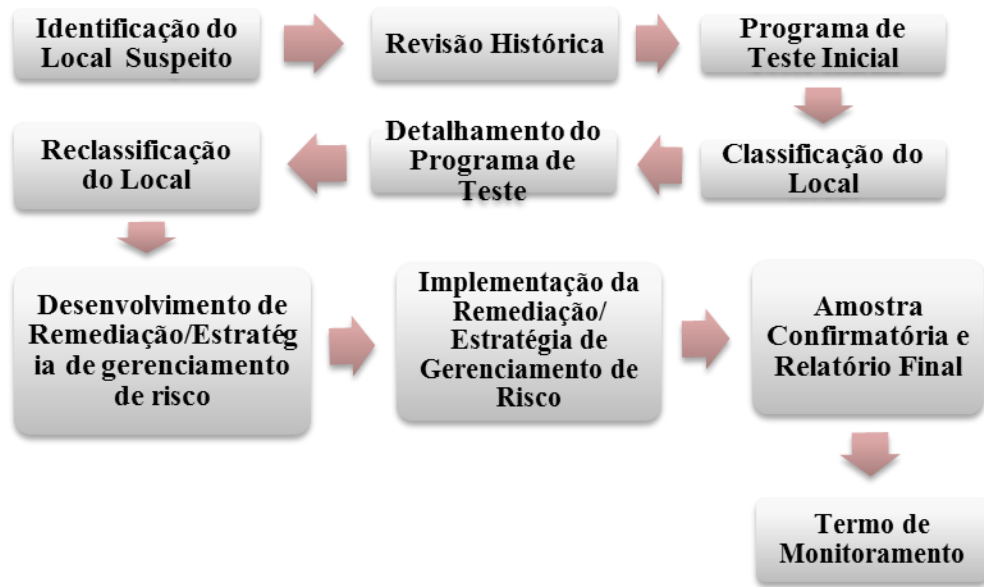 Identificação do
Local Suspeito
Revisão Histórica
Programa de
Teste Inicial
Classificação do
Local
Detalhamento do
Programa de
Teste
Reclassificação
do Local
Desenvolvimento de
Remediação/Estratég
ia de gerenciamento
de risco
Implementação da
Remediação/
Estratégia de
Gerenciamento de
Risco
Amostra
Confirmatória e
Relatório Final
Termo de
Monitoramento